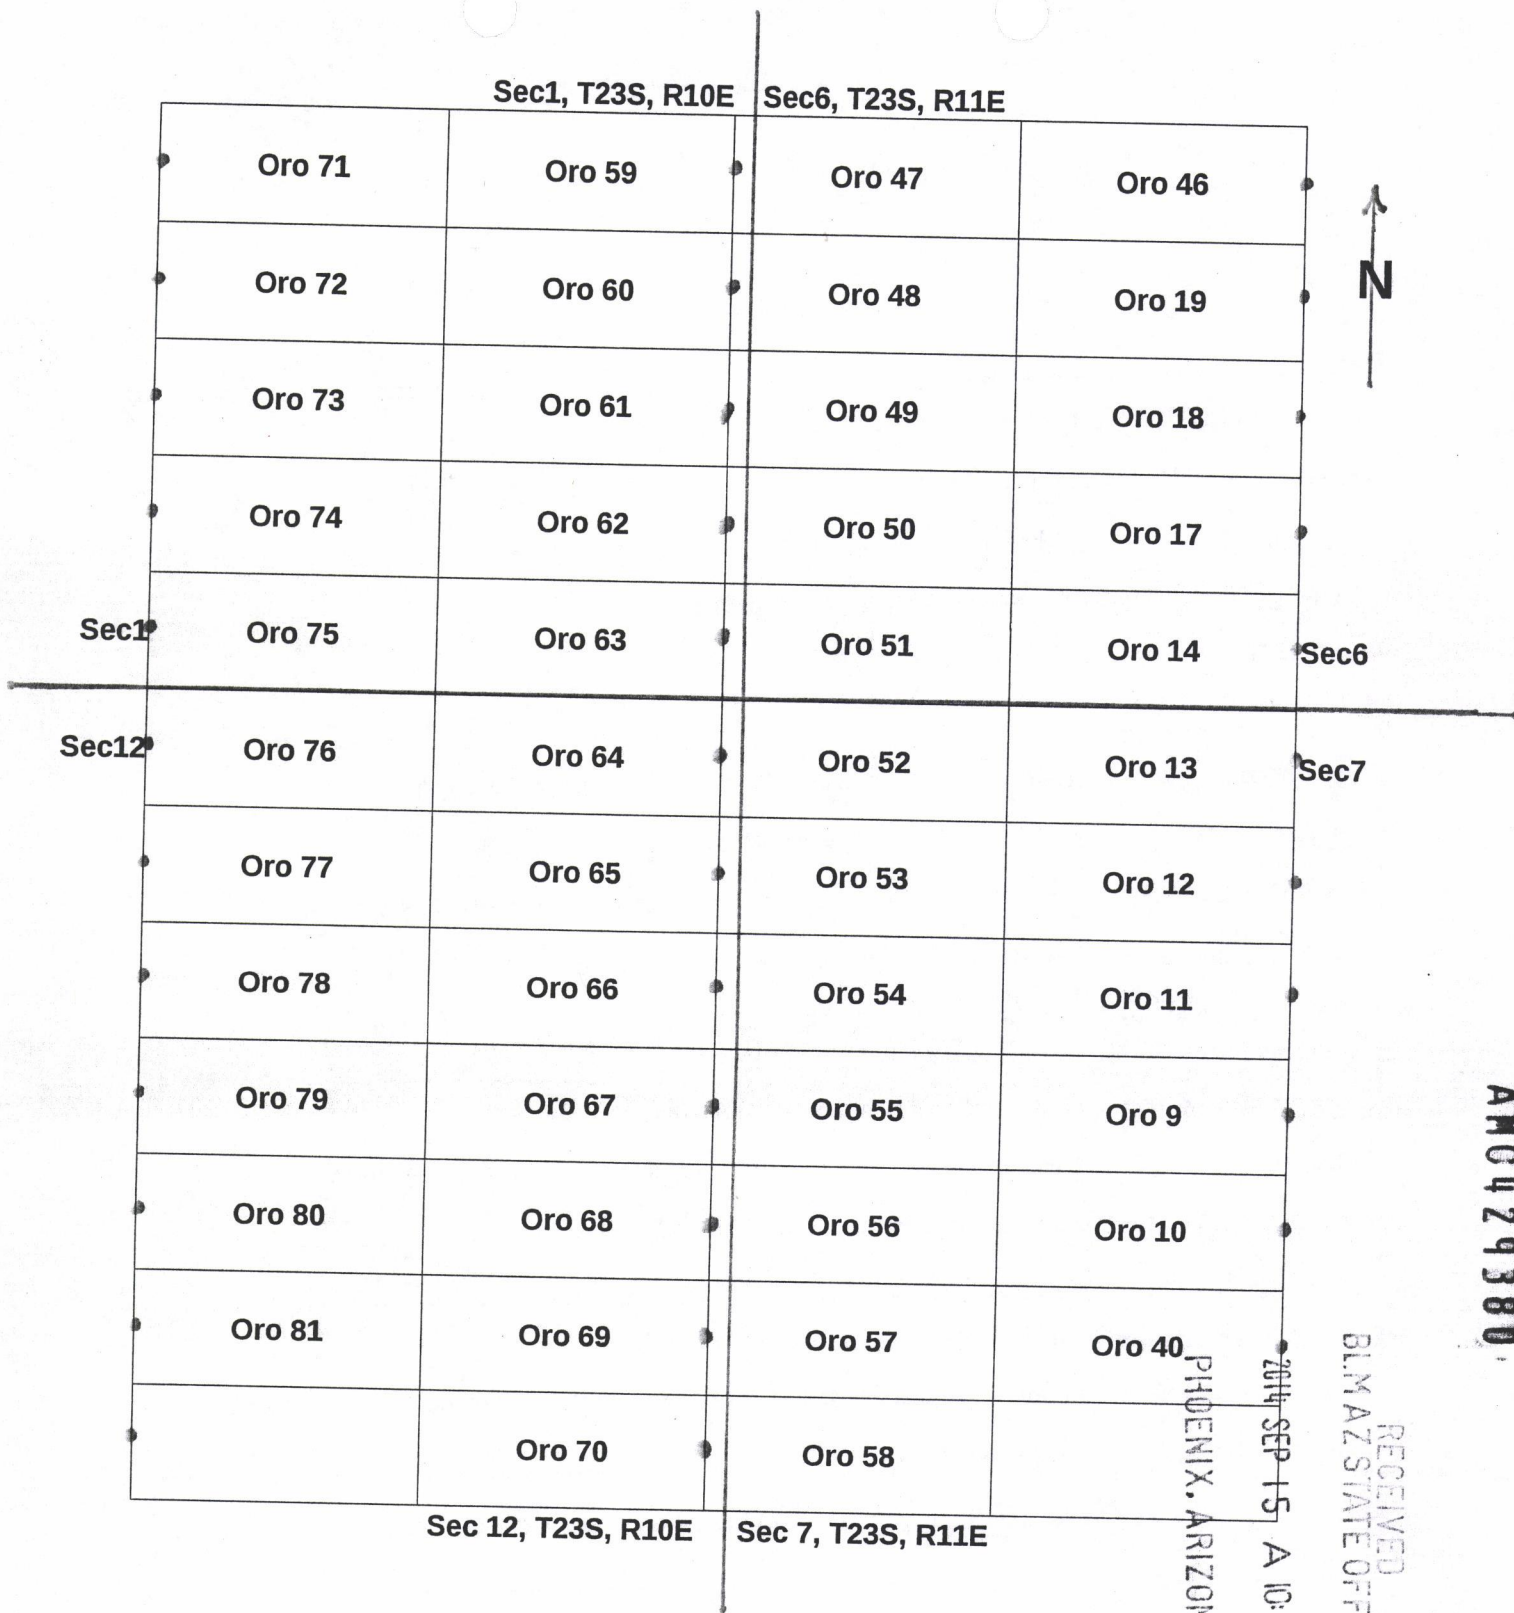 Sec1, T23S, R10E Sec6, T23S, R11E
Oro 71 Oro 59 Oro 47 Oro 46
N
Oro 72 Oro 60 Oro 48 Oro 19
Oro 73 Oro 61 Oro 49 Oro 18
Oro 74 Oro 62 Oro 50 Oro 17
Sec1 Oro 75 Oro 63 Oro 51 Oro 14 Sec6
Sec12 Oro 76 Oro 64 Oro 52 Oro 13 Sec7
Oro 77 Oro 65 Oro 53 Oro 12
Oro 78 Oro 66 Oro 54 Oro 11
Oro 79 Oro 67 Oro 55 Oro 9
Oro 80 Oro 68 Oro 56 Oro 10
Oro 81 Oro 69 Oro 57 Oro 40
Oro 70 Oro 58
Sec 12, T23S, R10E Sec 7, T23S, R11E
AMC429380
RECEIVED
BLM AZ STATE OFF
2014 SEP 15 A 10:
PHOENIX, ARIZON